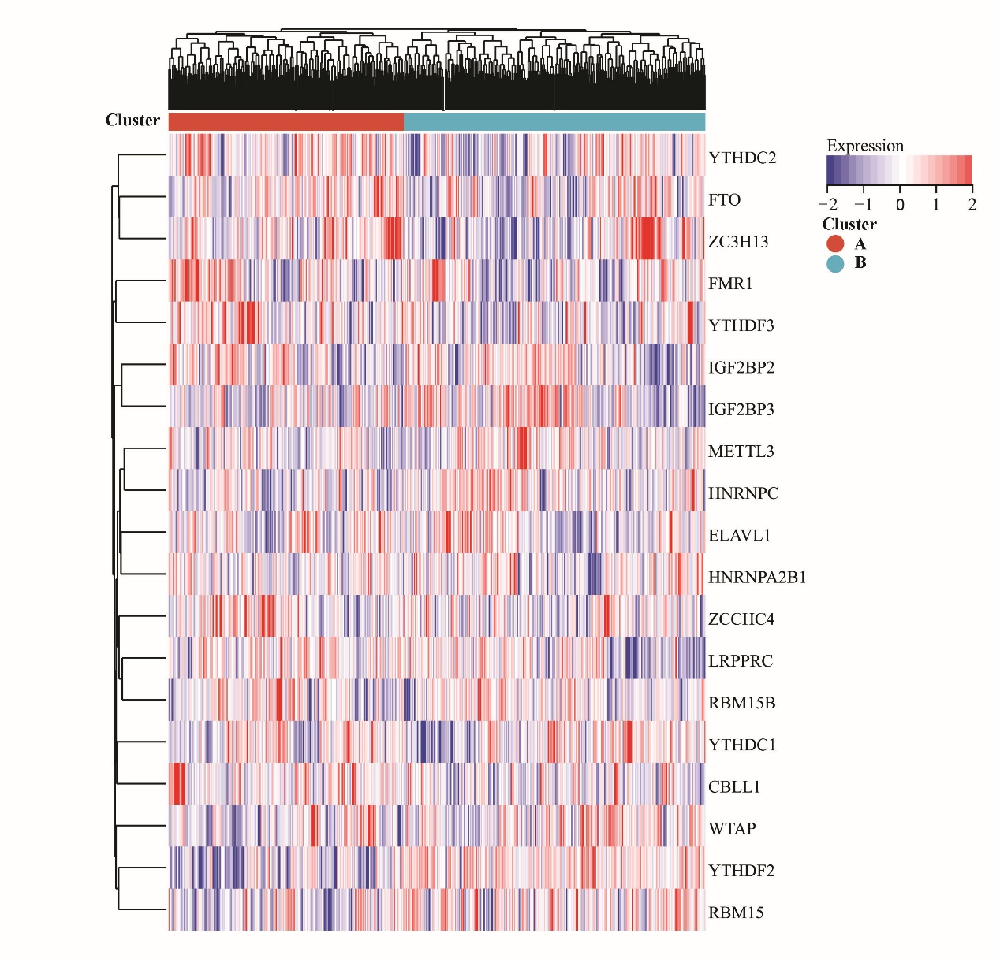 Cluster
YTHDC2
FTO
ZC3H13
FMR1
YTHDF3
IGF2BP2
IGF2BP3
METTL3
HNRNPC
ELAVL1
HNRNPA2B1
ZCCHC4
LRPPRC
RBM15B
YTHDC1
CBLL1
WTAP
YTHDF2
RBM15
Expression
−2 −1 0 1 2
Cluster
A
B